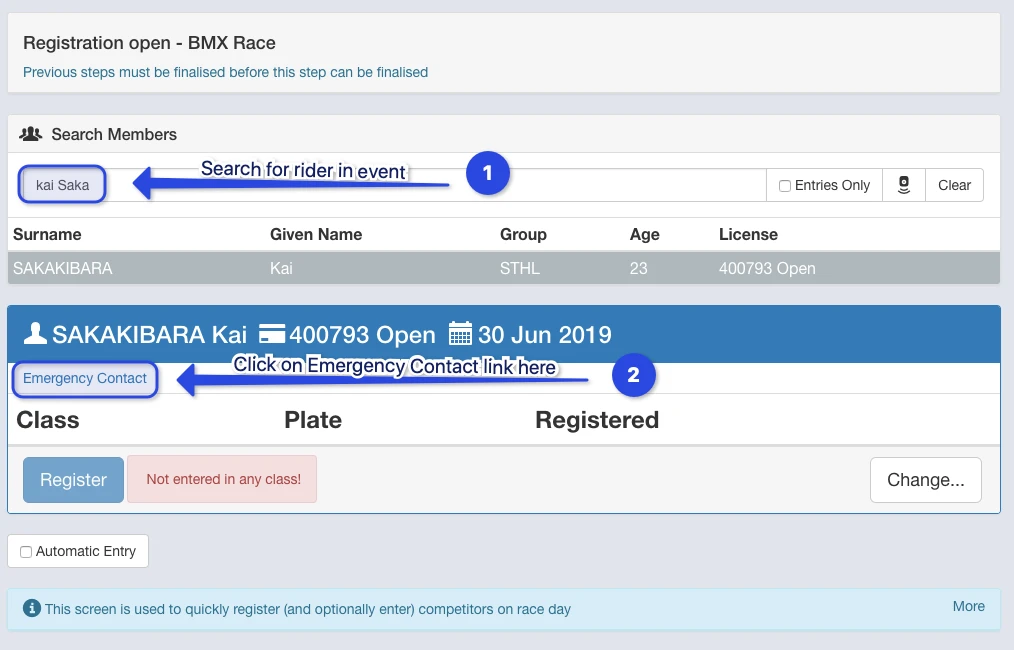 Registration open - BMX Race
Previous steps must be finalised before this step can be finalised
Search Members
kai Saka
Search for rider in event
1
Entries Only
Clear
Surname Given Name Group Age License
SAKAKIBARA Kai STHL 23 400793 Open
SAKAKIBARA Kai 400793 Open 30 Jun 2019
Emergency Contact
Click on Emergency Contact link here
2
Class Plate Registered
Register
Not entered in any class!
Change...
Automatic Entry
This screen is used to quickly register (and optionally enter) competitors on race day
More